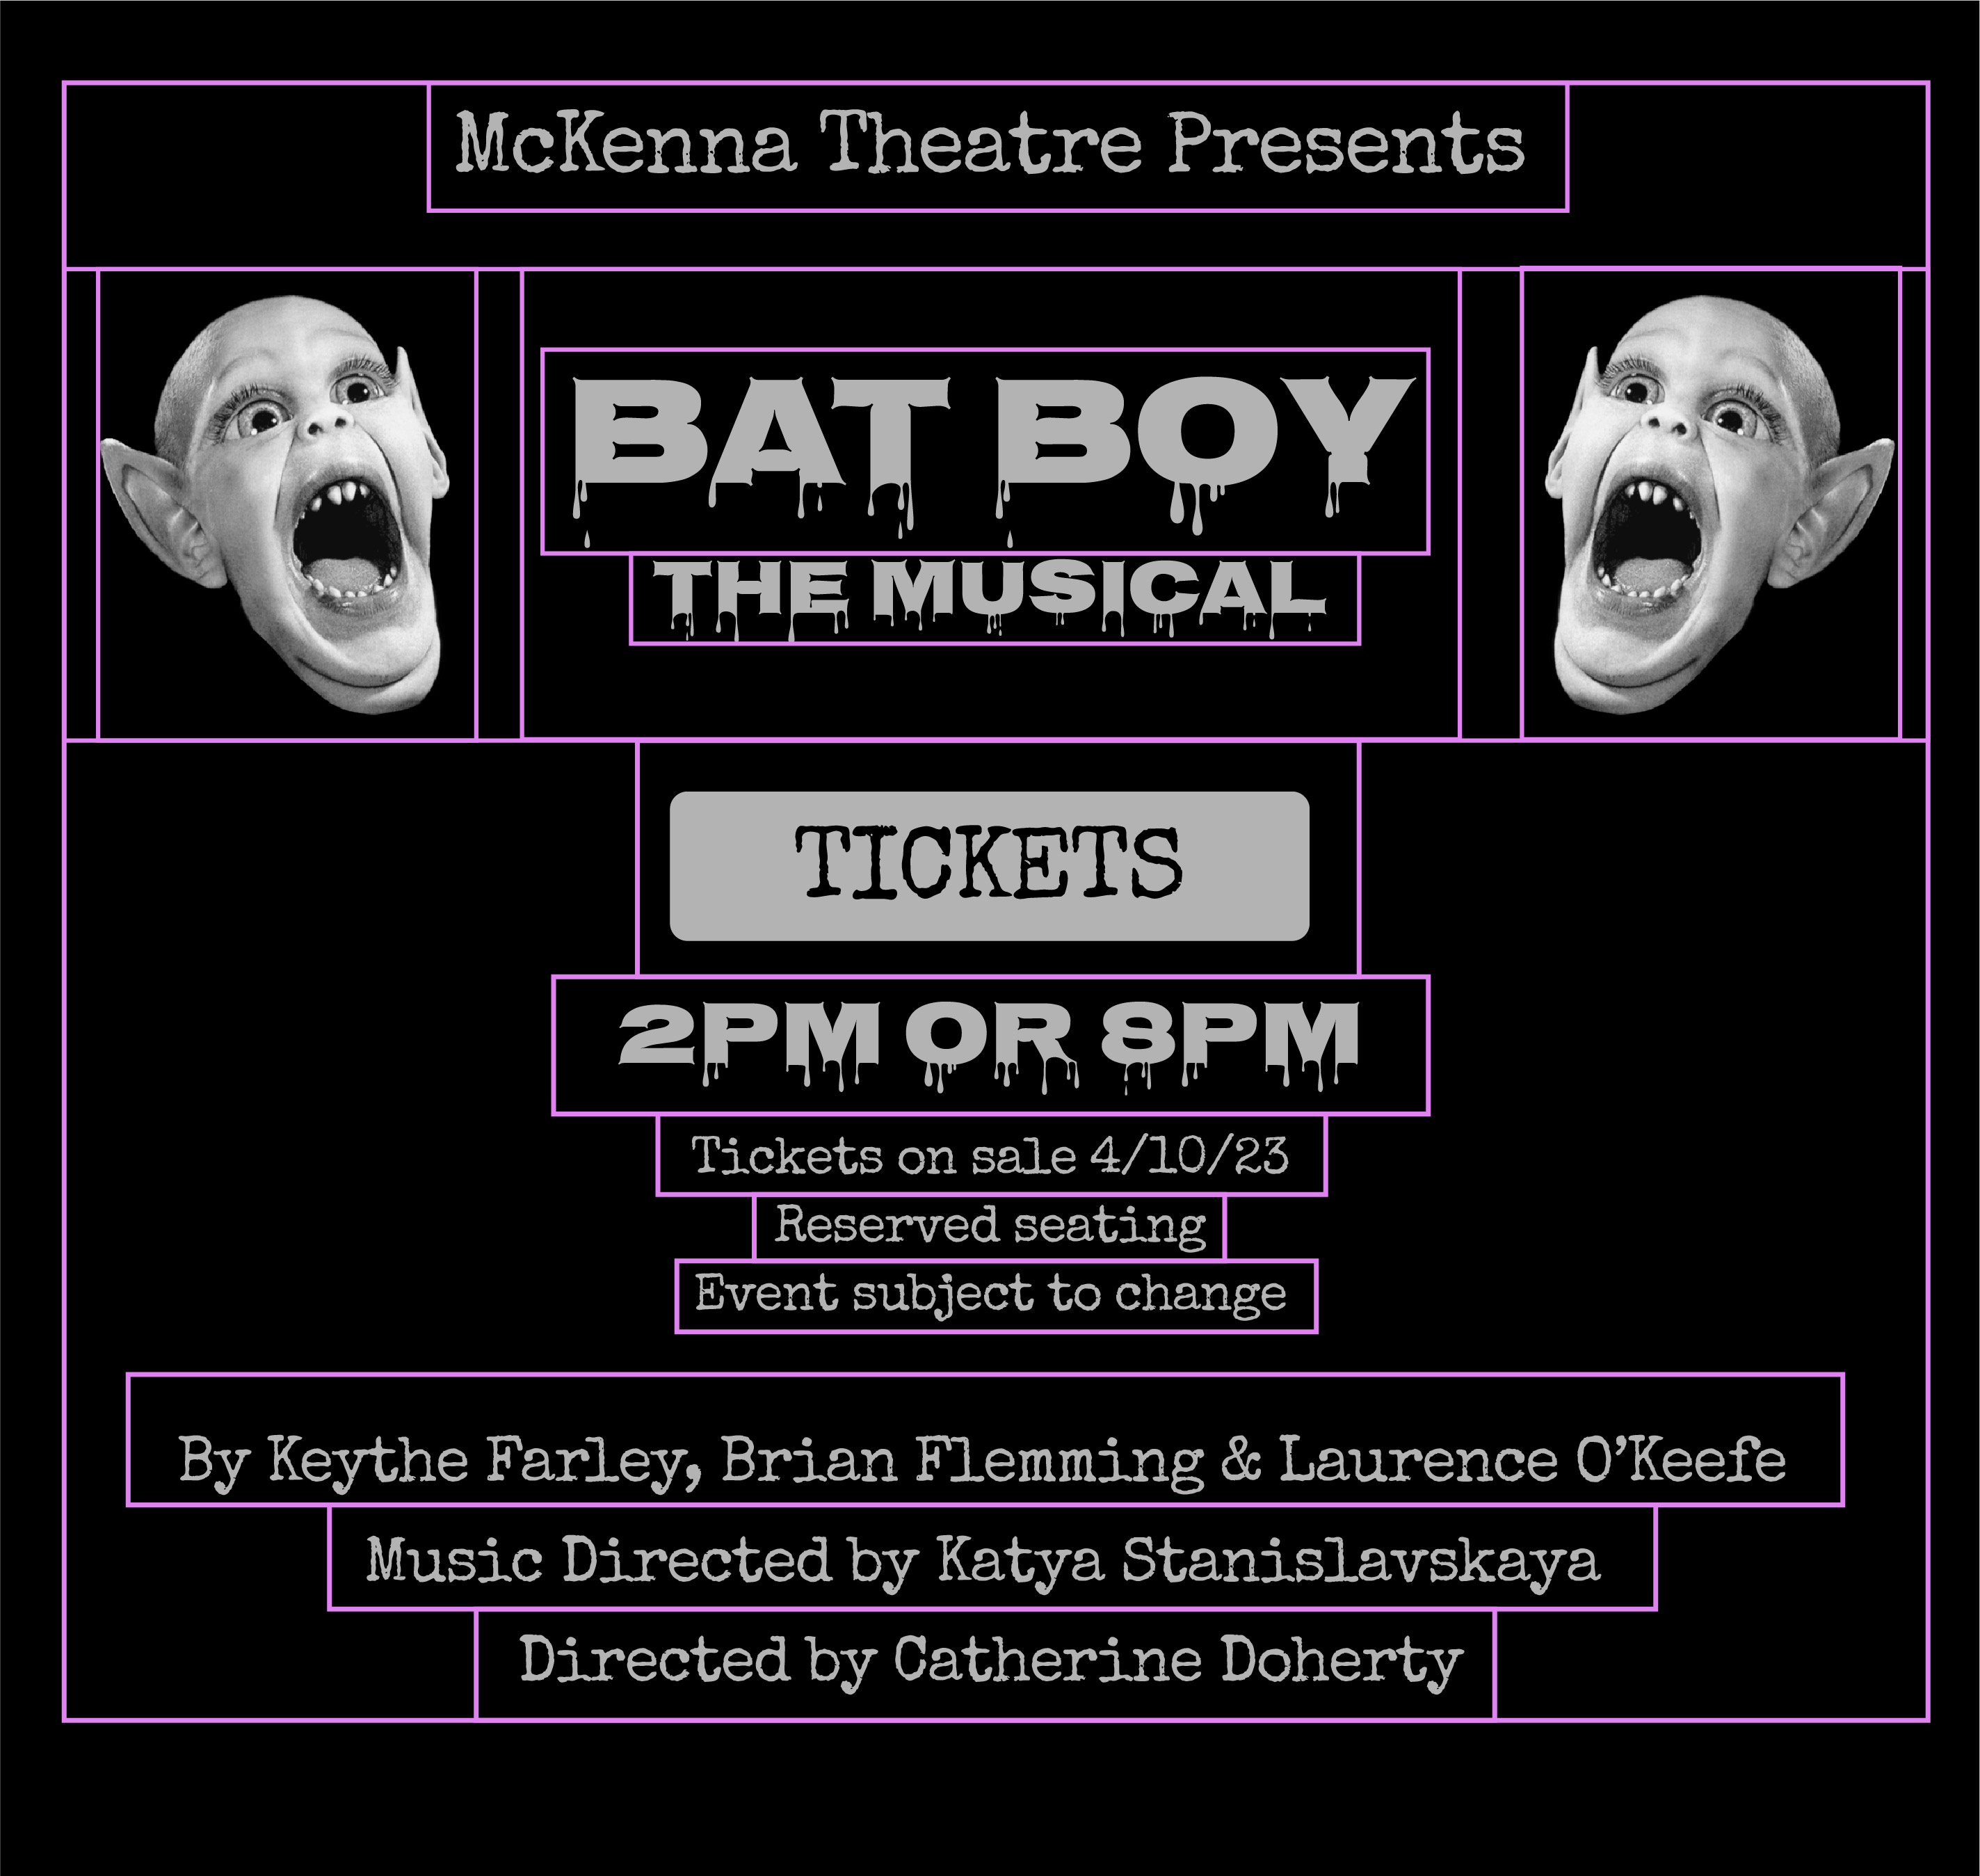 McKenna Theatre Presents
BAT BOY
THE MUSICAL
TICKETS
2PM OR 8PM
Tickets on sale 4/10/23
Reserved seating
Event subject to change
By Keythe Farley, Brian Flemming & Laurence O’Keefe
Music Directed by Katya Stanislavskaya
Directed by Catherine Doherty